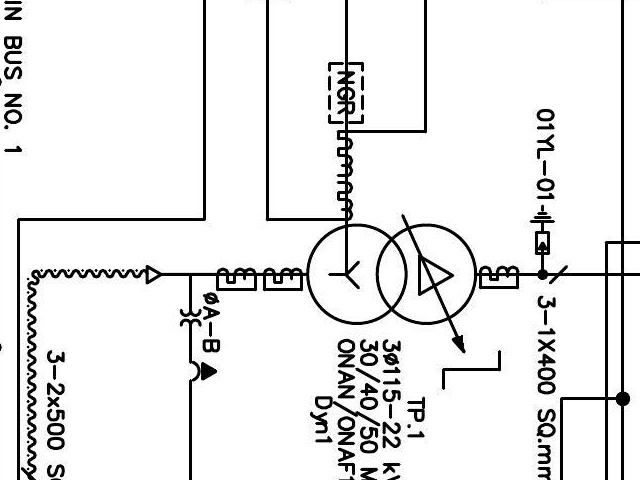 IN BUS NO. 1
NGR
01YL-01
3-1X400 SQ.mm
TP.1
3ø115-22 kV
30/40/50 M
ONAN/ONAF1
Dyn1
øA-B
3-2x500 S